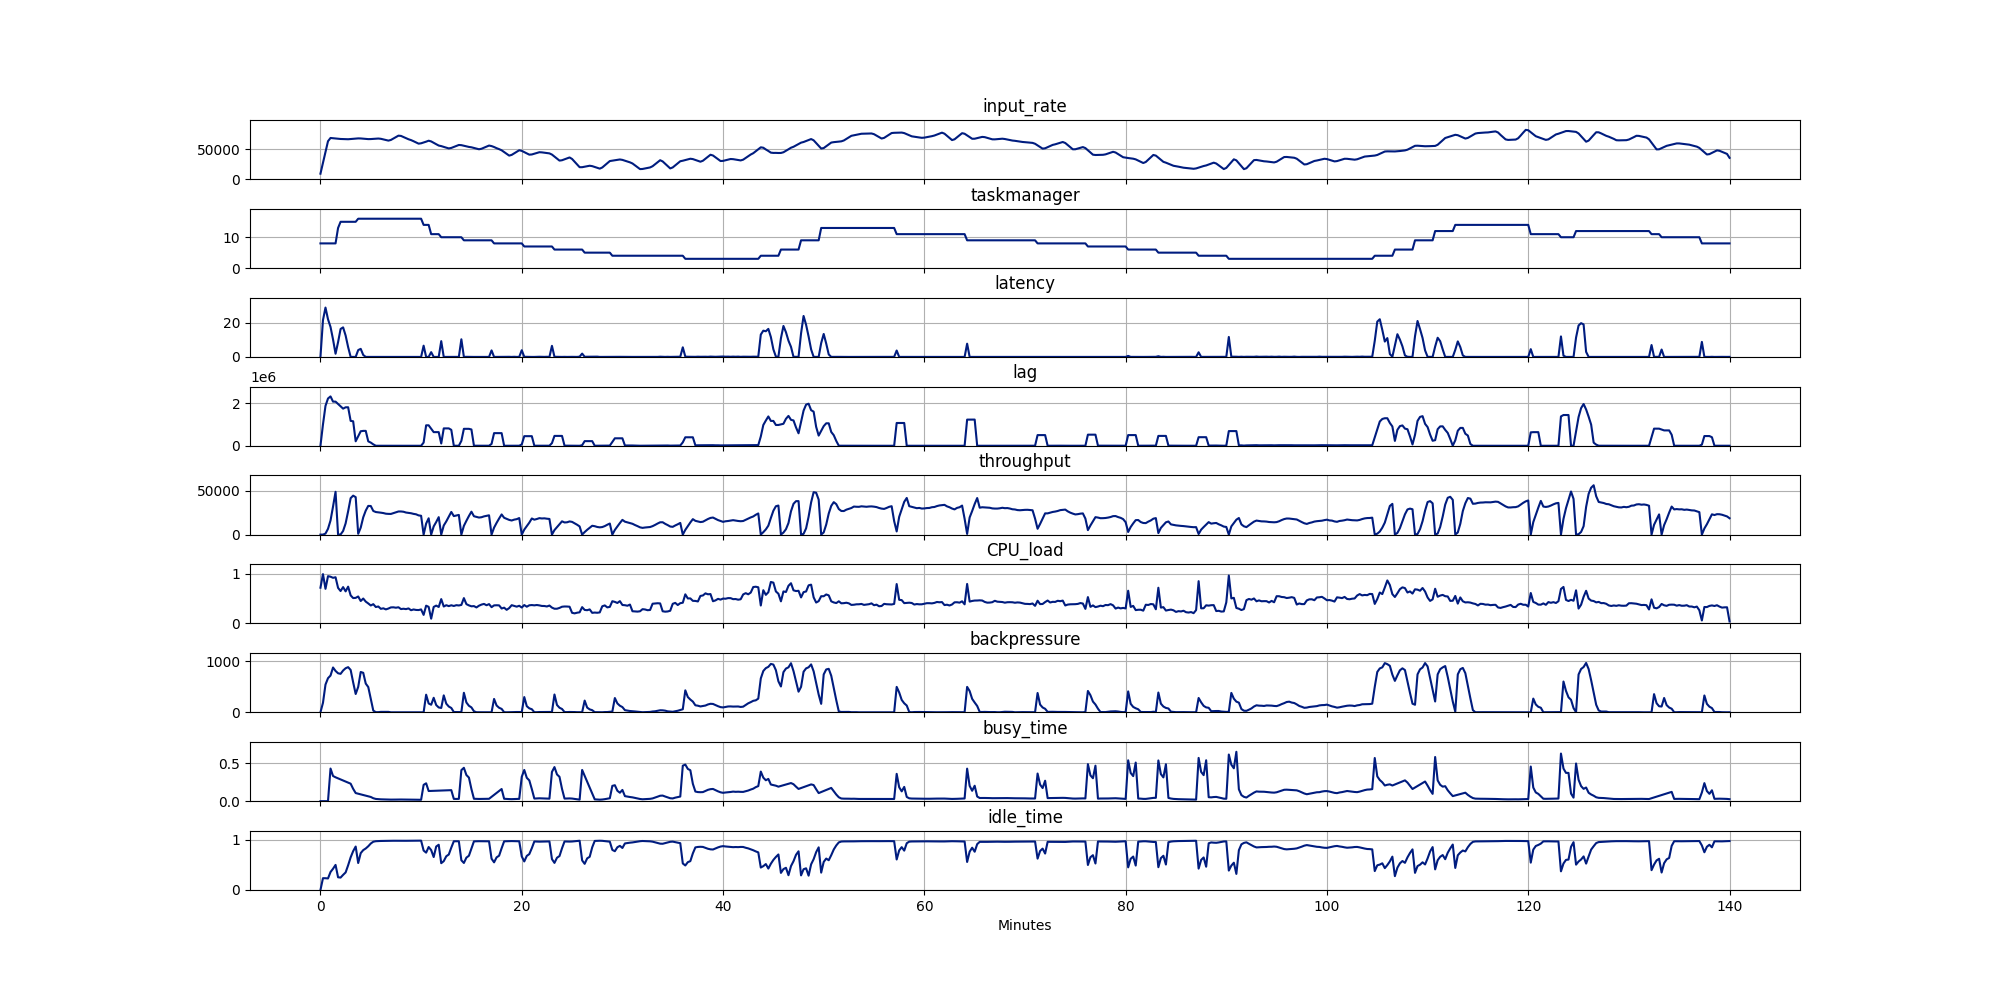 input_rate
50000
0
taskmanager
10
0
latency
20
0
1e6
lag
2
0
throughput
50000
0
CPU_load
1
0
backpressure
1000
0
busy_time
0.5
0.0
idle_time
1
0
0 20 40 60 80 100 120 140
Minutes